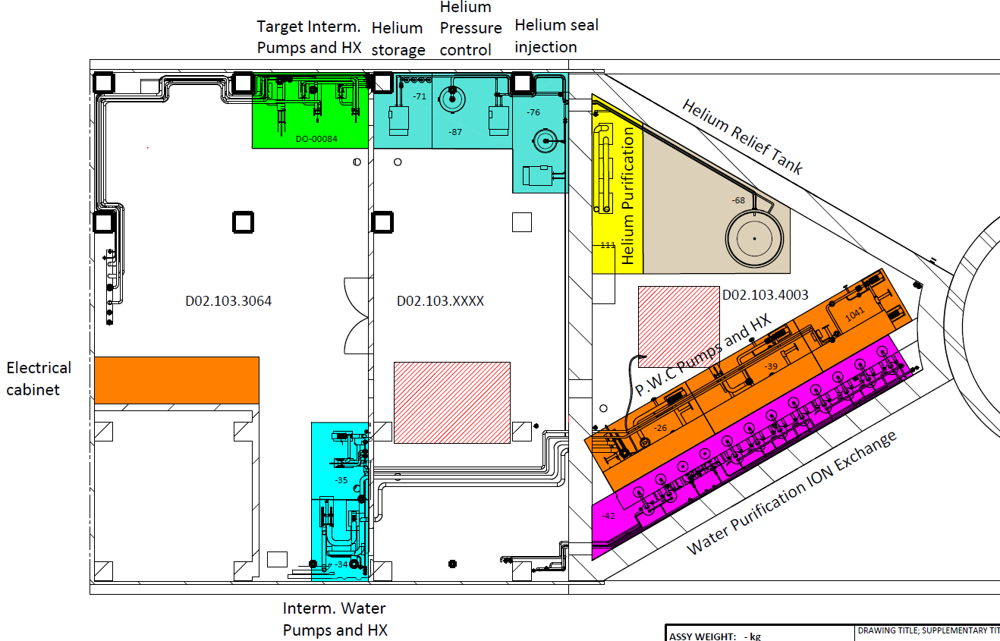 Target Interm.
Pumps and HX
Helium
storage
Helium
Pressure
control
Helium seal
injection
-71
-87
-76
DO-00084
Helium Relief Tank
Helium Purification
-68
111
D02.103.3064
D02.103.XXXX
D02.103.4003
1041
P.W.C Pumps and HX
-39
-26
Electrical
cabinet
-35
-42
-34
Water Purification ION Exchange
Interm. Water
Pumps and HX
ASSY WEIGHT: - kg
DRAWING TITLE; SUPPLEMENTARY TIT